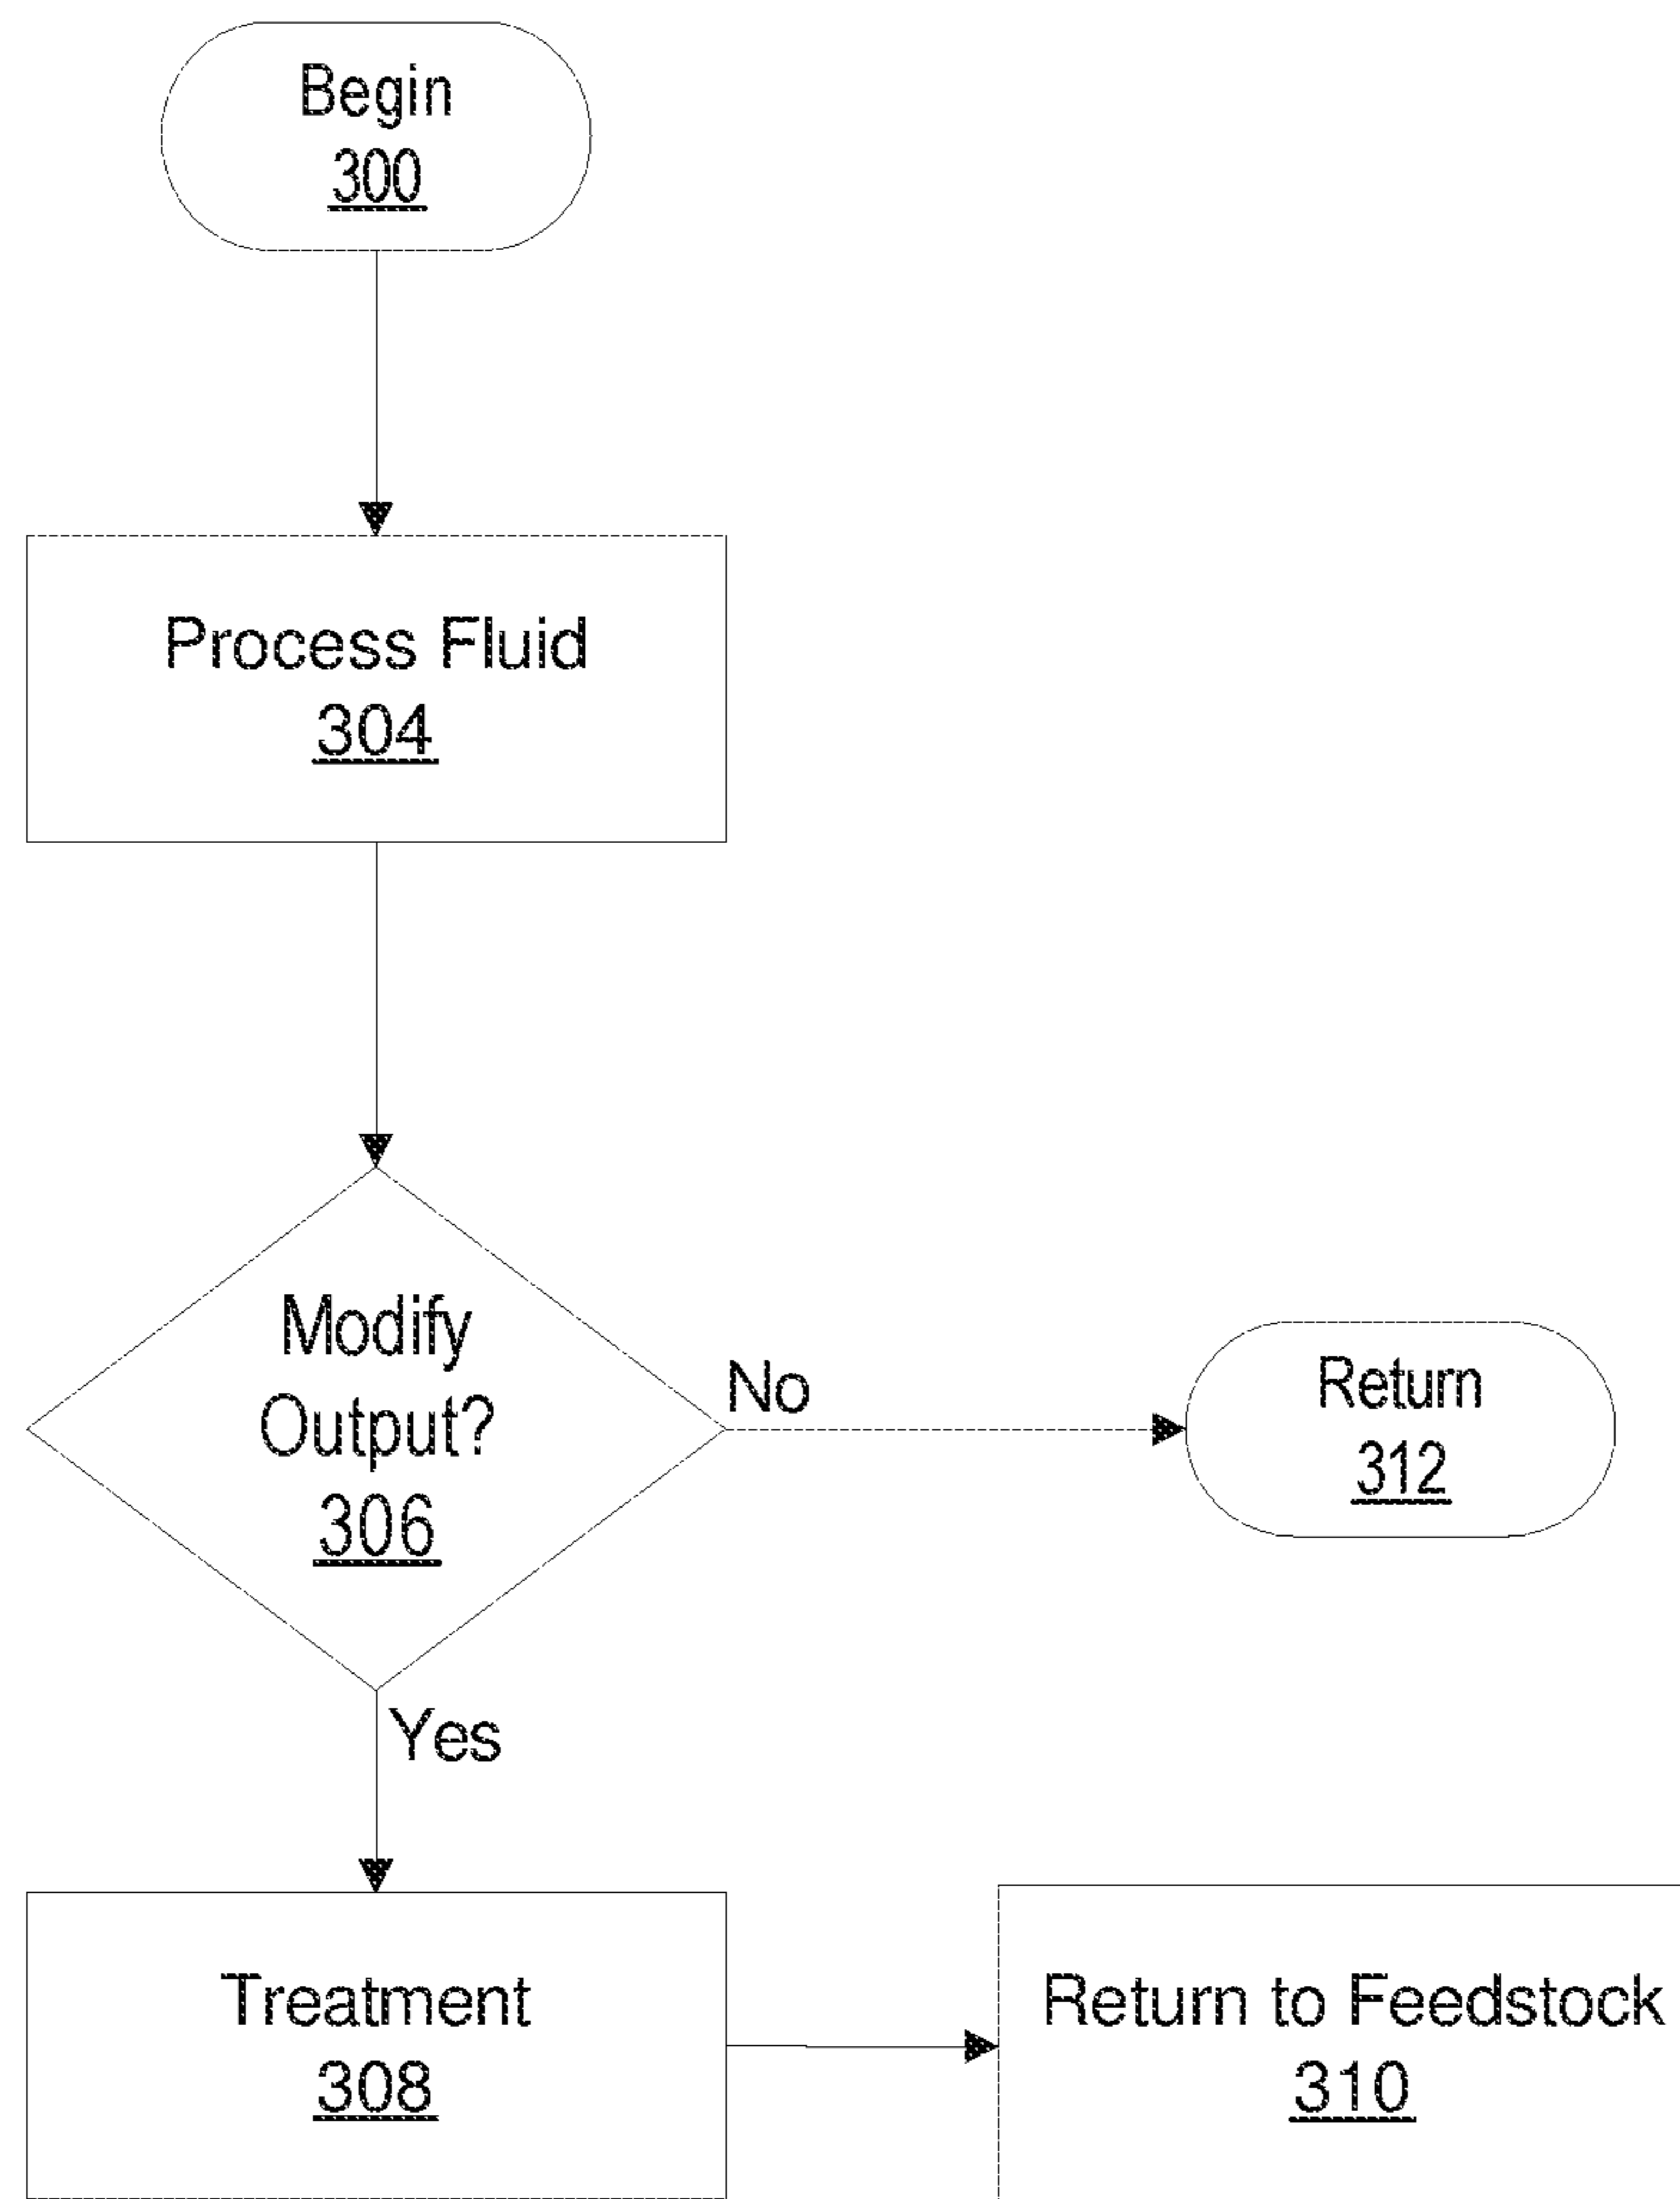 Begin
300
Process Fluid
304
Modify
Output?
306
No
Return
312
Yes
Treatment
308
Return to Feedstock
310